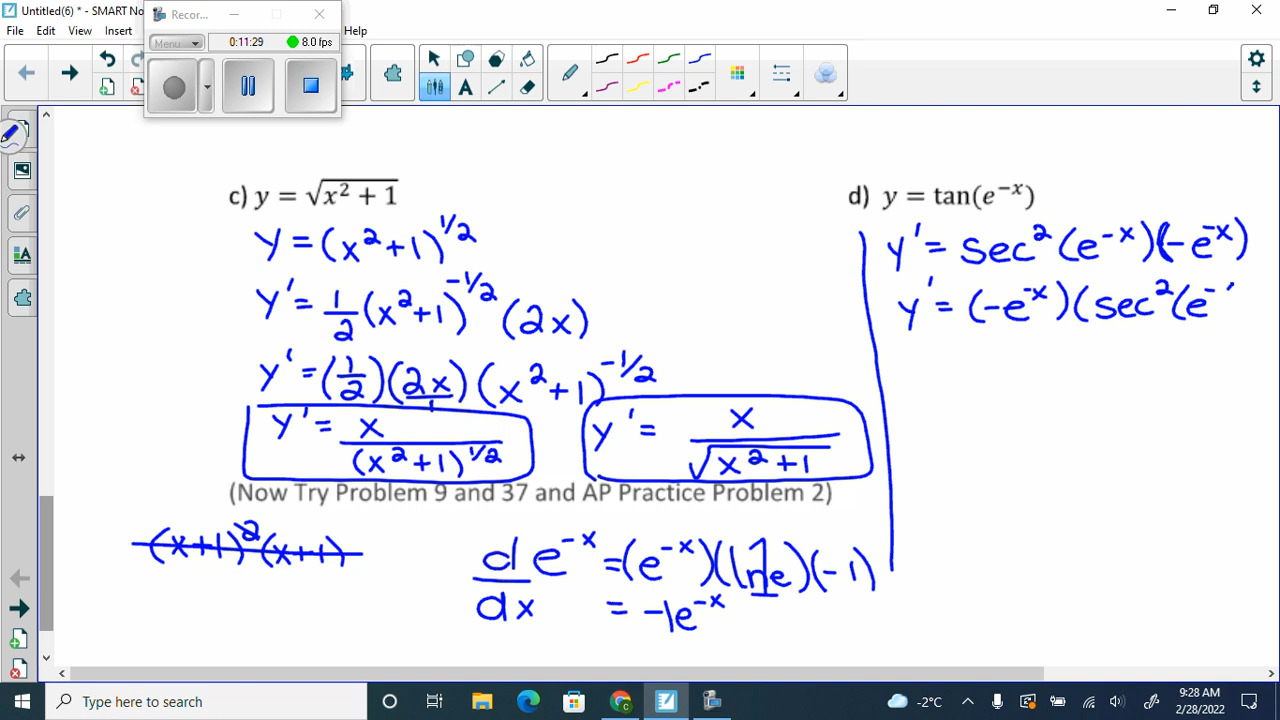 Untitled(6) * - SMART No
Recor...
File Edit View Insert
Help
Menu
0:11:29
8.0 fps
c) y = √x² + 1
y = (x²+1)^1/2
y' = 1/2 (x²+1)^-1/2 (2x)
y' = (1/2)(2x)(x²+1)^-1/2
1
y' = x/(x²+1)^1/2
y' = x/√x²+1
(Now Try Problem 9 and 37 and AP Practice Problem 2)
(x+1)²(x+1)
d/dx e^-x = (e^-x)(ln e)(-1)
1
= -1e^-x
d) y = tan(e^-x)
y' = sec²(e^-x)(-e^-x)
y' = (-e^-x)(sec²(e^-
Type here to search
-2°C
9:28 AM
2/28/2022